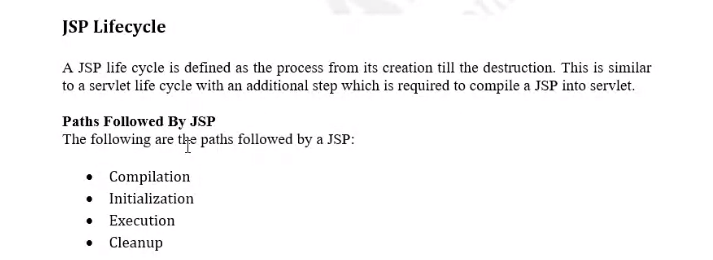 JSP Lifecycle
A JSP life cycle is defined as the process from its creation till the destruction. This is similar
to a servlet life cycle with an additional step which is required to compile a JSP into servlet.
Paths Followed By JSP
The following are the paths followed by a JSP:
• Compilation
• Initialization
• Execution
• Cleanup